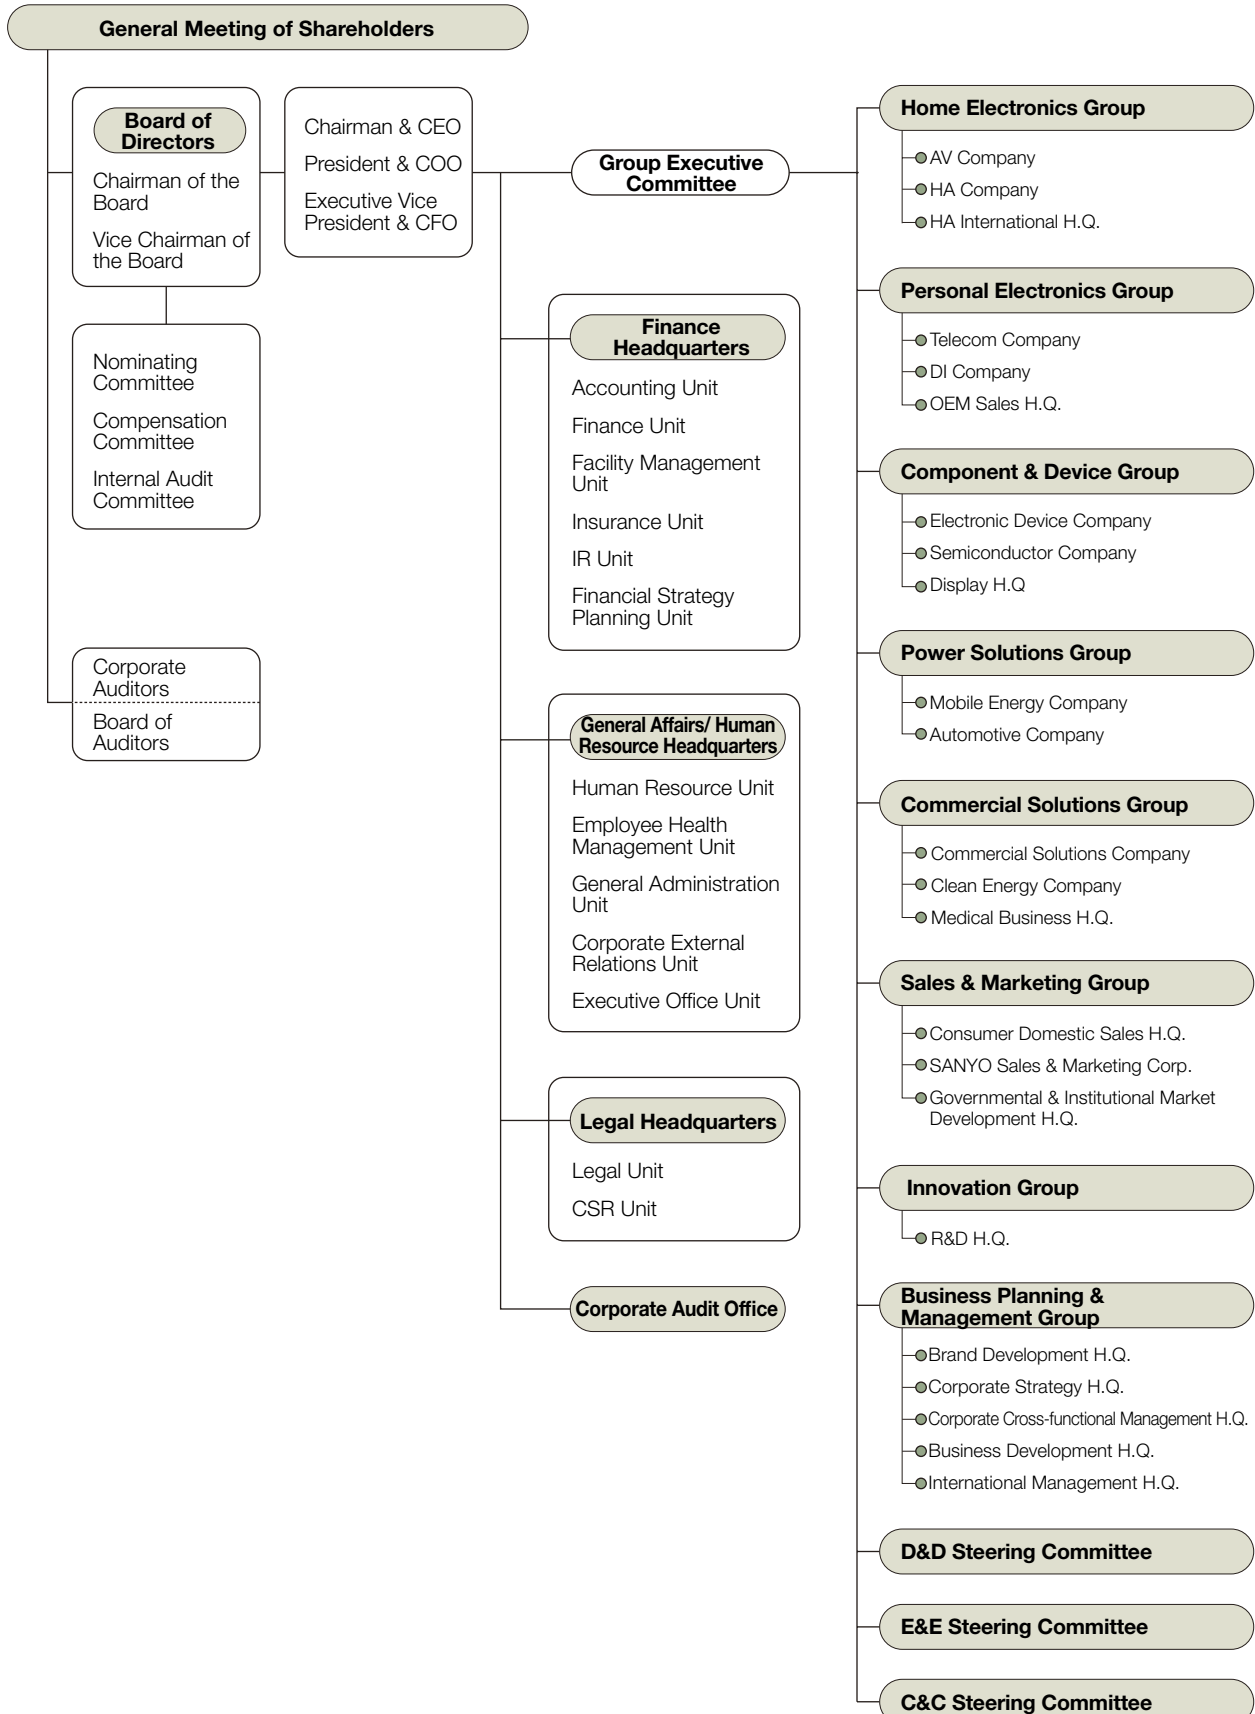 General Meeting of Shareholders
Board of
Directors
Chairman of the
Board
Vice Chairman of
the Board
Nominating
Committee
Compensation
Committee
Internal Audit
Committee
Corporate
Auditors
Board of
Auditors
Chairman & CEO
President & COO
Executive Vice
President & CFO
Group Executive
Committee
Finance
Headquarters
Accounting Unit
Finance Unit
Facility Management
Unit
Insurance Unit
IR Unit
Financial Strategy
Planning Unit
General Affairs/ Human
Resource Headquarters
Human Resource Unit
Employee Health
Management Unit
General Administration
Unit
Corporate External
Relations Unit
Executive Office Unit
Legal Headquarters
Legal Unit
CSR Unit
Corporate Audit Office
Home Electronics Group
AV Company
HA Company
HA International H.Q.
Personal Electronics Group
Telecom Company
DI Company
OEM Sales H.Q.
Component & Device Group
Electronic Device Company
Semiconductor Company
Display H.Q
Power Solutions Group
Mobile Energy Company
Automotive Company
Commercial Solutions Group
Commercial Solutions Company
Clean Energy Company
Medical Business H.Q.
Sales & Marketing Group
Consumer Domestic Sales H.Q.
SANYO Sales & Marketing Corp.
Governmental & Institutional Market
Development H.Q.
Innovation Group
R&D H.Q.
Business Planning &
Management Group
Brand Development H.Q.
Corporate Strategy H.Q.
Corporate Cross-functional Management H.Q.
Business Development H.Q.
International Management H.Q.
D&D Steering Committee
E&E Steering Committee
C&C Steering Committee